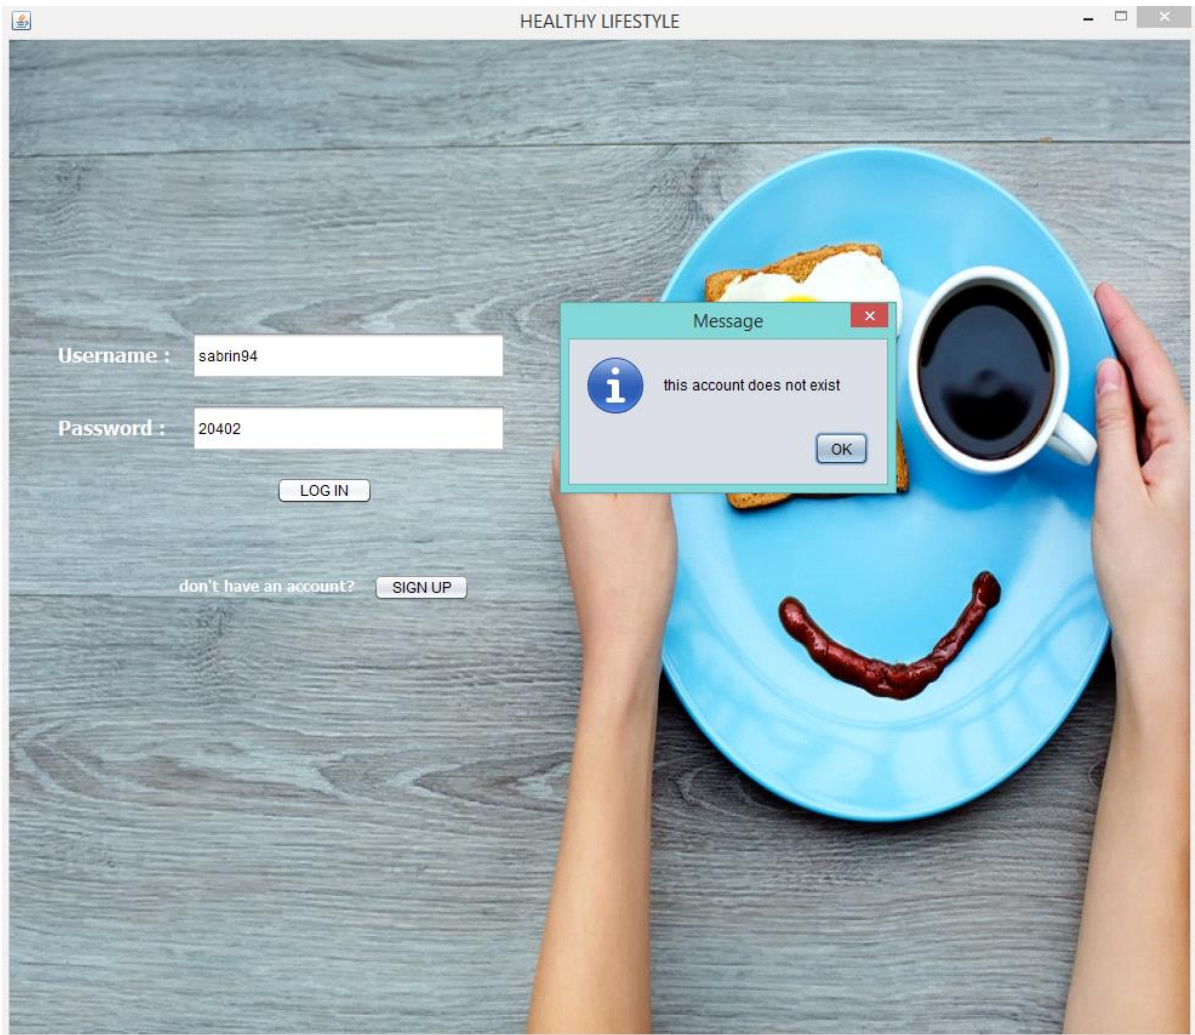 HEALTHY LIFESTYLE
Message
this account does not exist
OK
Username : sabrin94
Password : 20402
LOG IN
don't have an account? SIGN UP